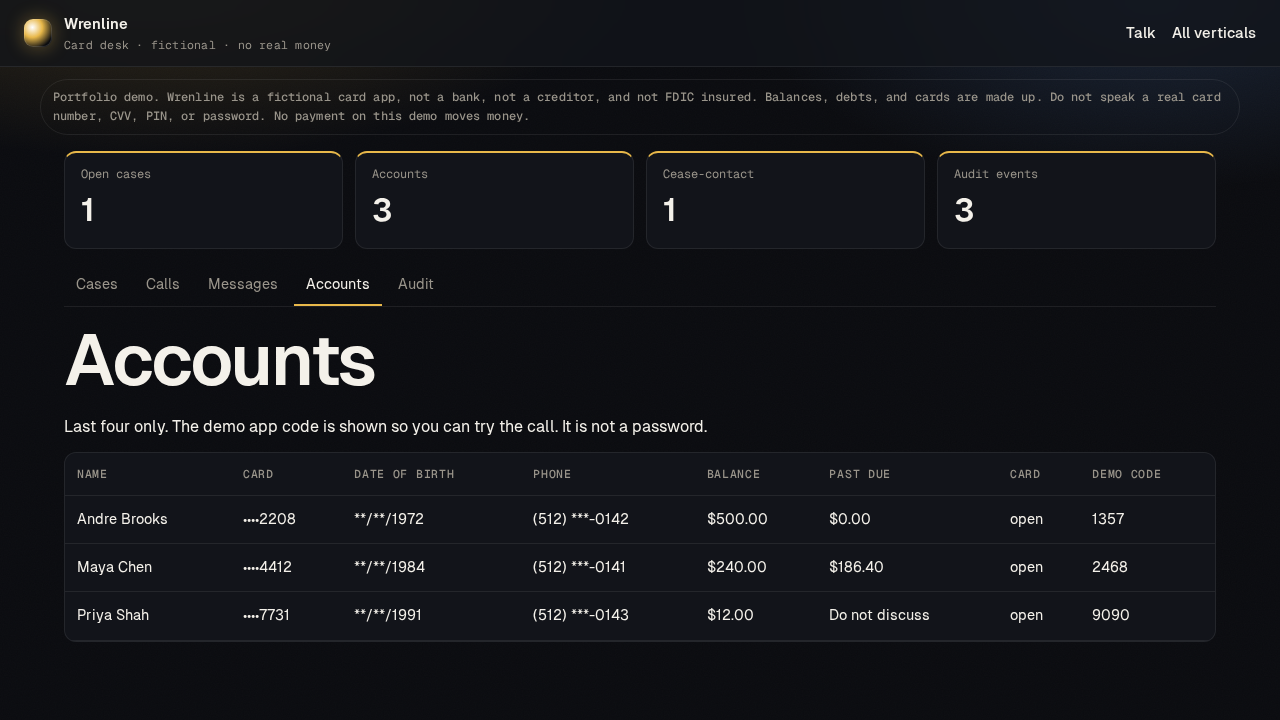 Wrenline
Card desk · fictional · no real money
Talk
All verticals
Portfolio demo. Wrenline is a fictional card app, not a bank, not a creditor, and not FDIC insured. Balances, debts, and cards are made up. Do not speak a real card
number, CVV, PIN, or password. No payment on this demo moves money.
Open cases
1
Accounts
3
Cease-contact
1
Audit events
3
Cases Calls Messages Accounts Audit
Accounts
Last four only. The demo app code is shown so you can try the call. It is not a password.
NAME CARD DATE OF BIRTH PHONE BALANCE PAST DUE CARD DEMO CODE
Andre Brooks ••••2208 **/**/1972 (512) ***-0142 $500.00 $0.00 open 1357
Maya Chen ••••4412 **/**/1984 (512) ***-0141 $240.00 $186.40 open 2468
Priya Shah ••••7731 **/**/1991 (512) ***-0143 $12.00 Do not discuss open 9090